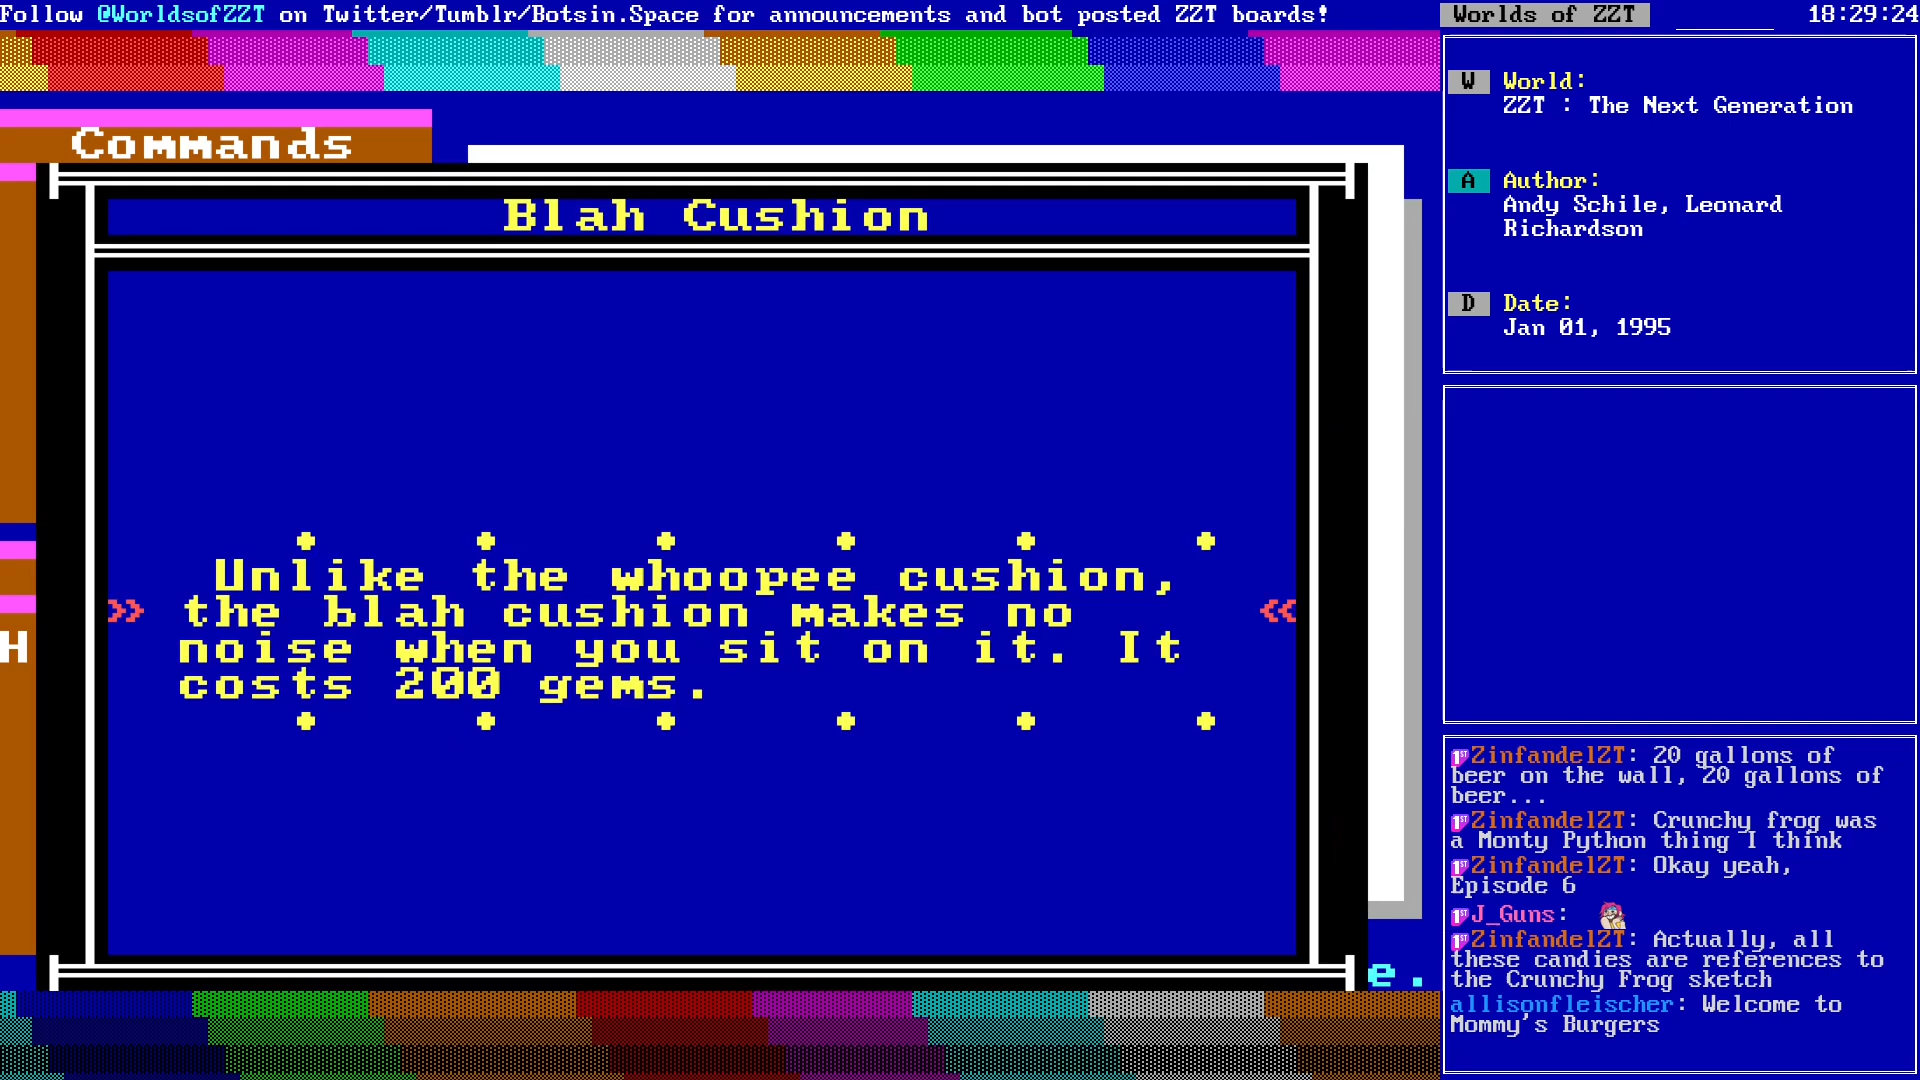 Follow @WorldsofZZT on Twitter/Tumblr/Botsin.Space for announcements and bot posted ZZT boards!
Worlds of ZZT
18:29:24
Commands
Blah Cushion
Unlike the whoopee cushion,
» the blah cushion makes no «
noise when you sit on it. It
costs 200 gems.
H
e.
W World:
ZZT : The Next Generation
A Author:
Andy Schile, Leonard
Richardson
D Date:
Jan 01, 1995
ZinfandelZT: 20 gallons of
beer on the wall, 20 gallons of
beer...
ZinfandelZT: Crunchy frog was
a Monty Python thing I think
ZinfandelZT: Okay yeah,
Episode 6
J_Guns:
ZinfandelZT: Actually, all
these candies are references to
the Crunchy Frog sketch
allisonfleischer: Welcome to
Mommy's Burgers